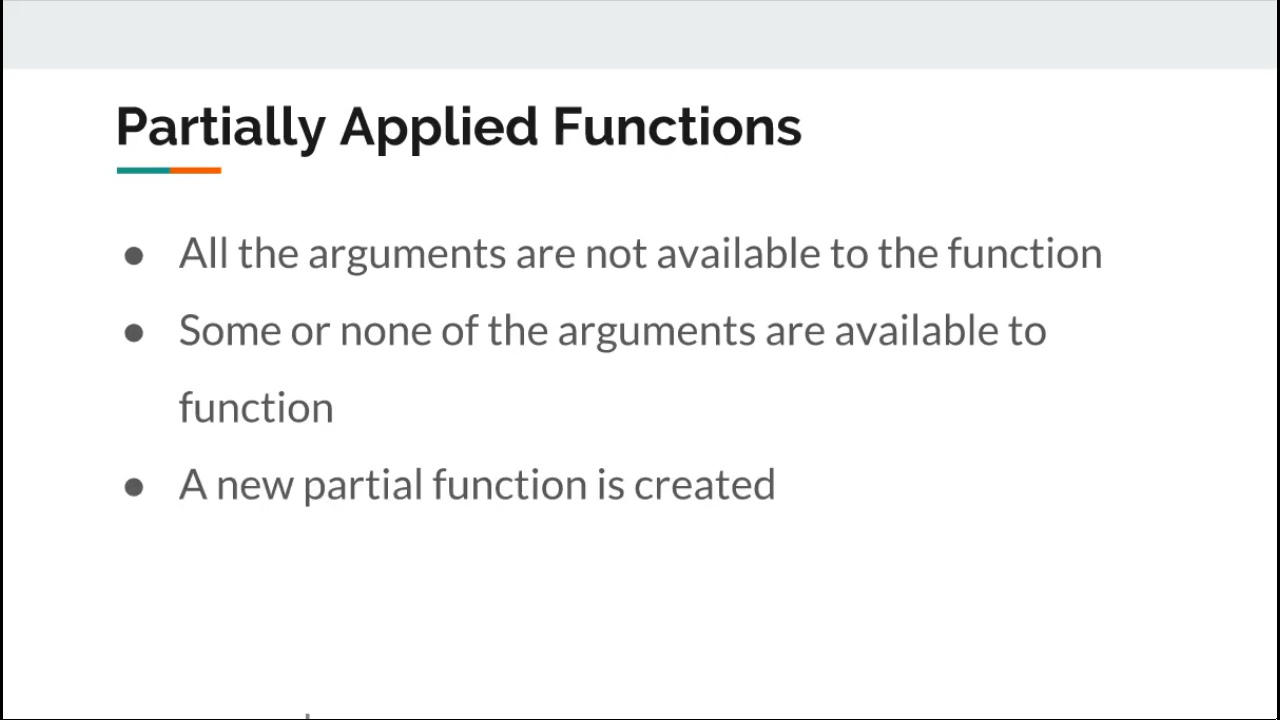 Partially Applied Functions
● All the arguments are not available to the function
● Some or none of the arguments are available to
function
● A new partial function is created